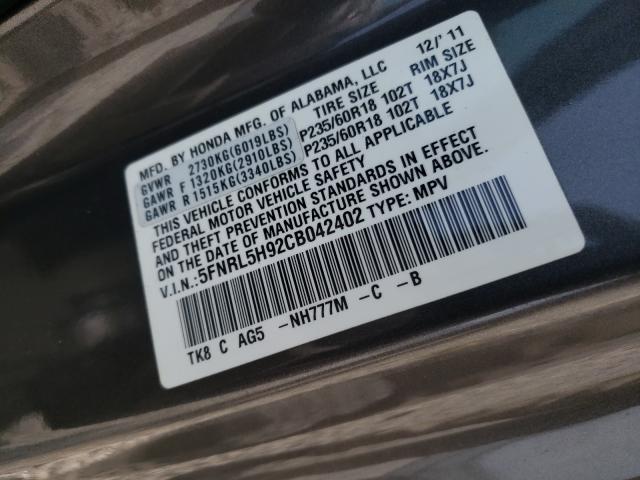 MFD. BY HONDA MFG. OF ALABAMA, LLC 12/'11
TIRE SIZE RIM SIZE
GVWR 2730KG(6019LBS)
GAWR F 1320KG(2910LBS) P235/60R18 102T 18X7J
GAWR R 1515KG(3340LBS) P235/60R18 102T 18X7J
THIS VEHICLE CONFORMS TO ALL APPLICABLE
FEDERAL MOTOR VEHICLE SAFETY
AND THEFT PREVENTION STANDARDS IN EFFECT
ON THE DATE OF MANUFACTURE SHOWN ABOVE.
V.I.N.:5FNRL5H92CB042402 TYPE: MPV
TK8 C AG5 -NH777M -C -B